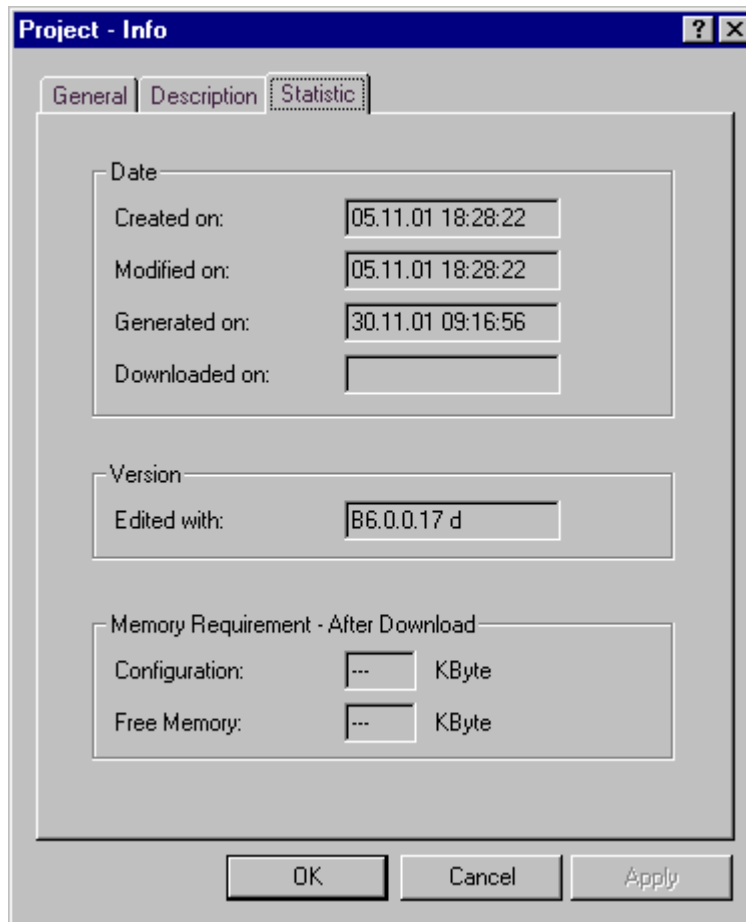 Project - Info
General Description Statistic
Date
Created on: 05.11.01 18:28:22
Modified on: 05.11.01 18:28:22
Generated on: 30.11.01 09:16:56
Downloaded on:
Version
Edited with: B6.0.0.17 d
Memory Requirement - After Download
Configuration: --- KByte
Free Memory: --- KByte
OK Cancel Apply